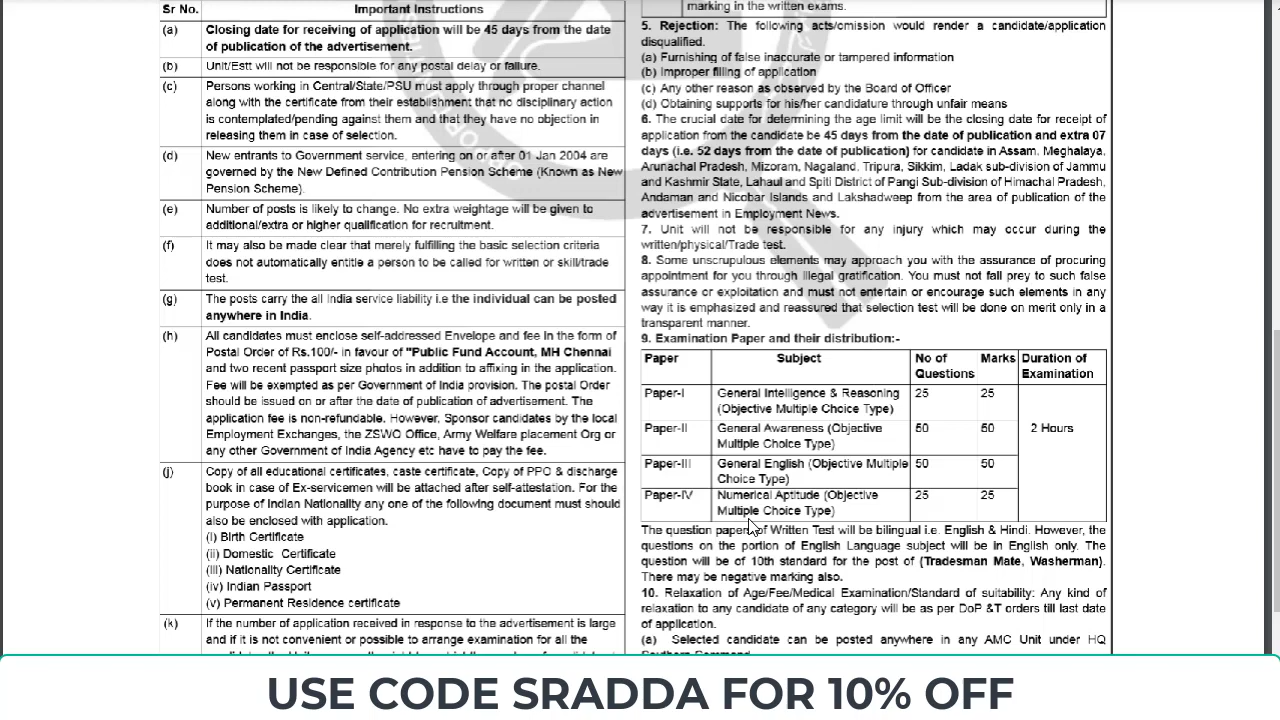 Sr No. Important Instructions
(a) Closing date for receiving of application will be 45 days from the date
of publication of the advertisement.
(b) Unit/Estt will not be responsible for any postal delay or failure.
(c) Persons working in Central/State/PSU must apply through proper channel
along with the certificate from their establishment that no disciplinary action
is contemplated/pending against them and that they have no objection in
releasing them in case of selection.
(d) New entrants to Government service, entering on or after 01 Jan 2004 are
governed by the New Defined Contribution Pension Scheme (Known as New
Pension Scheme).
(e) Number of posts is likely to change. No extra weightage will be given to
additional/extra or higher qualification for recruitment.
(f) It may also be made clear that merely fulfilling the basic selection criteria
does not automatically entitle a person to be called for written or skill/trade
test.
(g) The posts carry the all India service liability i.e the individual can be posted
anywhere in India.
(h) All candidates must enclose self-addressed Envelope and fee in the form of
Postal Order of Rs.100/- in favour of "Public Fund Account, MH Chennai
and two recent passport size photos in addition to affixing in the application.
Fee will be exempted as per Government of India provision. The postal Order
should be issued on or after the date of publication of advertisement. The
application fee is non-refundable. However, Sponsor candidates by the local
Employment Exchanges, the ZSWO Office, Army Welfare placement Org or
any other Government of India Agency etc have to pay the fee.
(j) Copy of all educational certificates, caste certificate, Copy of PPO & discharge
book in case of Ex-servicemen will be attached after self-attestation. For the
purpose of Indian Nationality any one of the following document must should
also be enclosed with application.
(i) Birth Certificate
(ii) Domestic Certificate
(iii) Nationality Certificate
(iv) Indian Passport
(v) Permanent Residence certificate
(k) If the number of application received in response to the advertisement is large
and if it is not convenient or possible to arrange examination for all the
marking in the written exams.
5. Rejection: The following acts/omission would render a candidate/application
disqualified.
(a) Furnishing of false inaccurate or tampered information
(b) Improper filling of application
(c) Any other reason as observed by the Board of Officer
(d) Obtaining supports for his/her candidature through unfair means
6. The crucial date for determining the age limit will be the closing date for receipt of
application from the candidate be 45 days from the date of publication and extra 07
days (i.e. 52 days from the date of publication) for candidate in Assam, Meghalaya,
Arunachal Pradesh, Mizoram, Nagaland, Tripura, Sikkim, Ladak sub-division of Jammu
and Kashmir State, Lahaul and Spiti District of Pangi Sub-division of Himachal Pradesh,
Andaman and Nicobar Islands and Lakshadweep from the area of publication of the
advertisement in Employment News.
7. Unit will not be responsible for any injury which may occur during the
written/physical/Trade test.
8. Some unscrupulous elements may approach you with the assurance of procuring
appointment for you through illegal gratification. You must not fall prey to such false
assurance or exploitation and must not entertain or encourage such elements in any
way it is emphasized and reassured that selection test will be done on merit only in a
transparent manner.
9. Examination Paper and their distribution:-
Paper Subject No of Marks Duration of
Questions Examination
Paper-I General Intelligence & Reasoning 25 25
(Objective Multiple Choice Type)
Paper-II General Awareness (Objective 50 50 2 Hours
Multiple Choice Type)
Paper-III General English (Objective Multiple 50 50
Choice Type)
Paper-IV Numerical Aptitude (Objective 25 25
Multiple Choice Type)
The question paper of Written Test will be bilingual i.e. English & Hindi. However, the
questions on the portion of English Language subject will be in English only. The
question will be of 10th standard for the post of (Tradesman Mate, Washerman).
There may be negative marking also.
10. Relaxation of Age/Fee/Medical Examination/Standard of suitability: Any kind of
relaxation to any candidate of any category will be as per DoP &T orders till last date
of application.
(a) Selected candidate can be posted anywhere in any AMC Unit under HQ
USE CODE SRADDA FOR 10% OFF